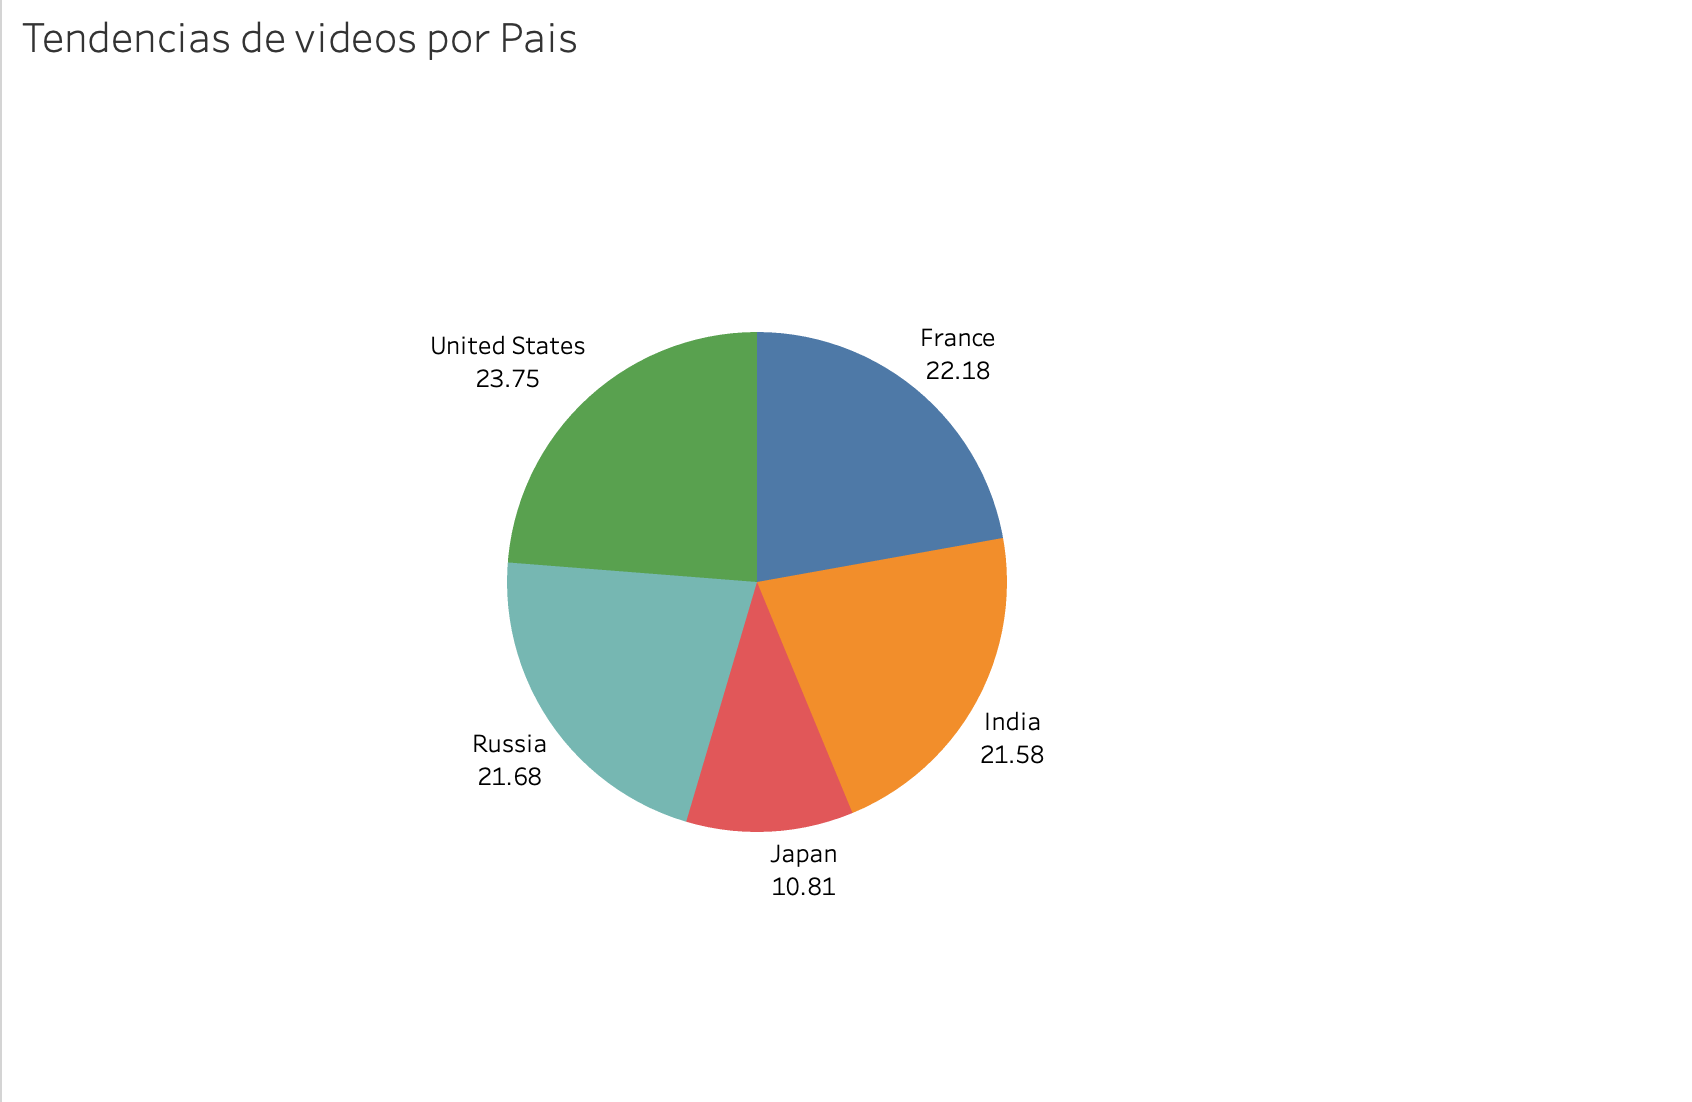 Tendencias de videos por Pais
United States
23.75
France
22.18
India
21.58
Russia
21.68
Japan
10.81